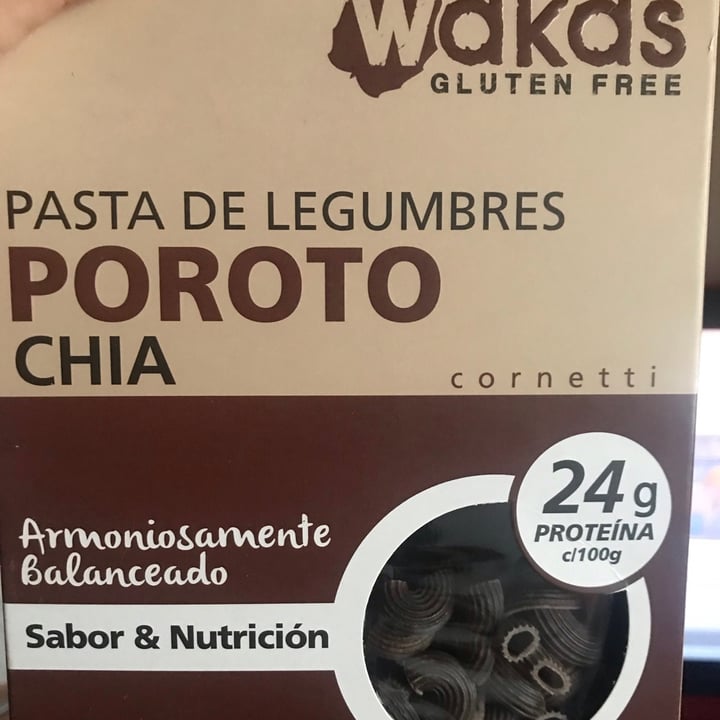 Wakas
GLUTEN FREE
PASTA DE LEGUMBRES
POROTO
CHIA
cornetti
24g
PROTEÍNA
c/100g
Armoniosamente
Balanceado
Sabor & Nutrición